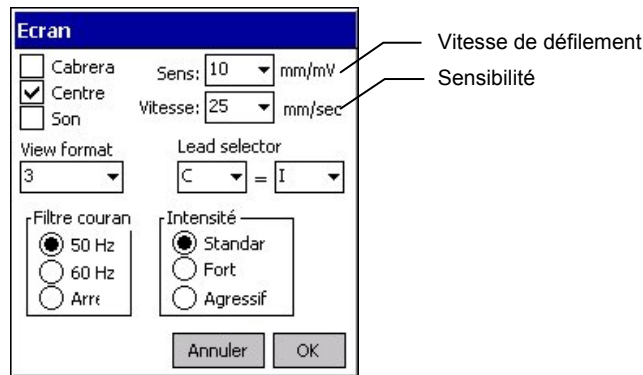 Ecran
Cabrera
Centre
Son
Sens: 10 mm/mV
Vitesse: 25 mm/sec
View format
3
Lead selector
C = I
Filtre couran
50 Hz
60 Hz
Arre
Intensité
Standar
Fort
Agressif
Annuler OK
Vitesse de défilement
Sensibilité